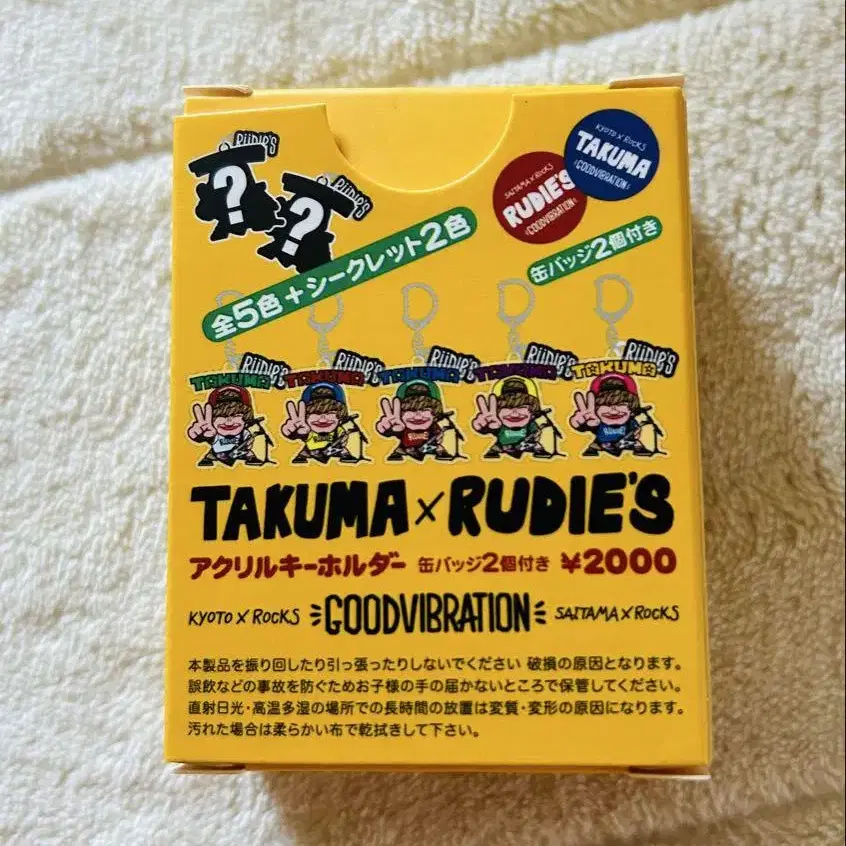 RüDiE'S
RüDiE'S
?
?
KYOTO X ROCKS
TAKUMA
GOODVIBRATION
SAITAMA X ROCKS
RUDIE'S
GOODVIBRATION
全5色+シークレット2色
缶バッジ2個付き
RüDiE'S
RüDiE'S
RüDiE'S
RüDiE'S
RüDiE'S
TAKUMA
TAKUMA
TAKUMA
TAKUMA
TAKUMA
TAKUMA×RUDIE'S
アクリルキーホルダー 缶バッジ2個付き ¥2000
KYOTO X ROCKS GOODVIBRATION SAITAMA X ROCKS
本製品を振り回したり引っ張ったりしないでください 破損の原因となります。
誤飲などの事故を防ぐためお子様の手の届かないところで保管してください。
直射日光・高温多湿の場所での長時間の放置は変質・変形の原因になります。
汚れた場合は柔らかい布で乾拭きして下さい。